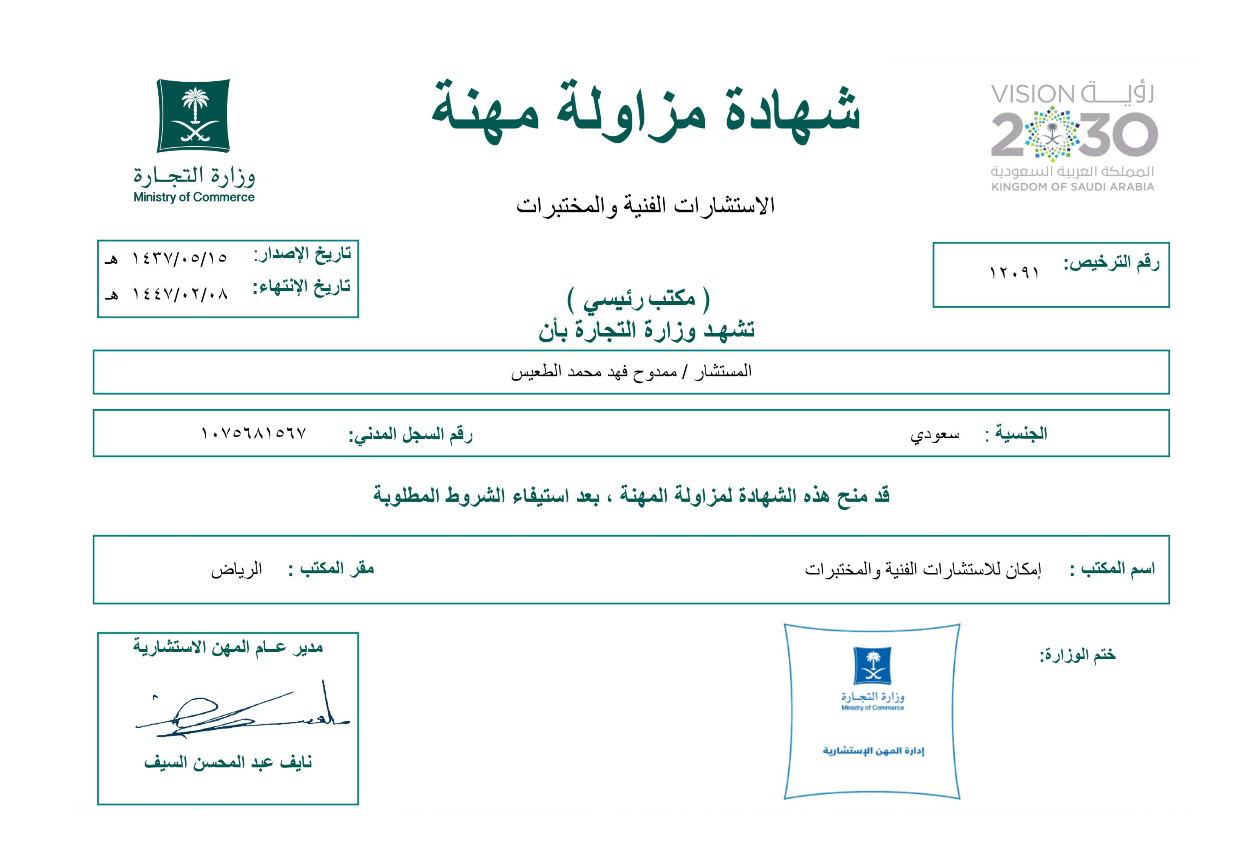 وزارة التجارة
Ministry of Commerce
شهادة مزاولة مهنة
VISION رؤيـــة
2030
المملكة العربية السعودية
KINGDOM OF SAUDI ARABIA
الاستشارات الفنية والمختبرات
رقم الترخيص: ١٢٠٩١
تاريخ الإصدار: ١٤٣٧/٠٥/١٥ هـ
تاريخ الإنتهاء: ١٤٤٧/٠٢/٠٨ هـ
( مكتب رئيسي )
تشهـد وزارة التجارة بأن
المستشار / ممدوح فهد محمد الطعيس
الجنسية : سعودي رقم السجل المدني: ١٠٧٥٦٨١٥٦٧
قد منح هذه الشهادة لمزاولة المهنة ، بعد استيفاء الشروط المطلوبة
اسم المكتب : إمكان للاستشارات الفنية والمختبرات مقر المكتب : الرياض
ختم الوزارة:
وزارة التجارة
Ministry of Commerce
إدارة المهن الإستشارية
مدير عــام المهن الاستشارية
نايف عبد المحسن السيف